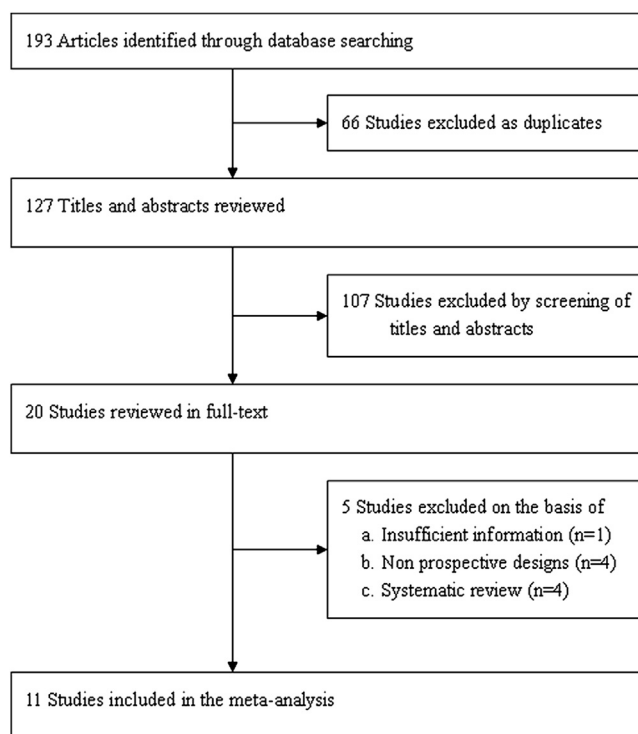 193 Articles identified through database searching
66 Studies excluded as duplicates
127 Titles and abstracts reviewed
107 Studies excluded by screening of
titles and abstracts
20 Studies reviewed in full-text
5 Studies excluded on the basis of
a. Insufficient information (n=1)
b. Non prospective designs (n=4)
c. Systematic review (n=4)
11 Studies included in the meta-analysis